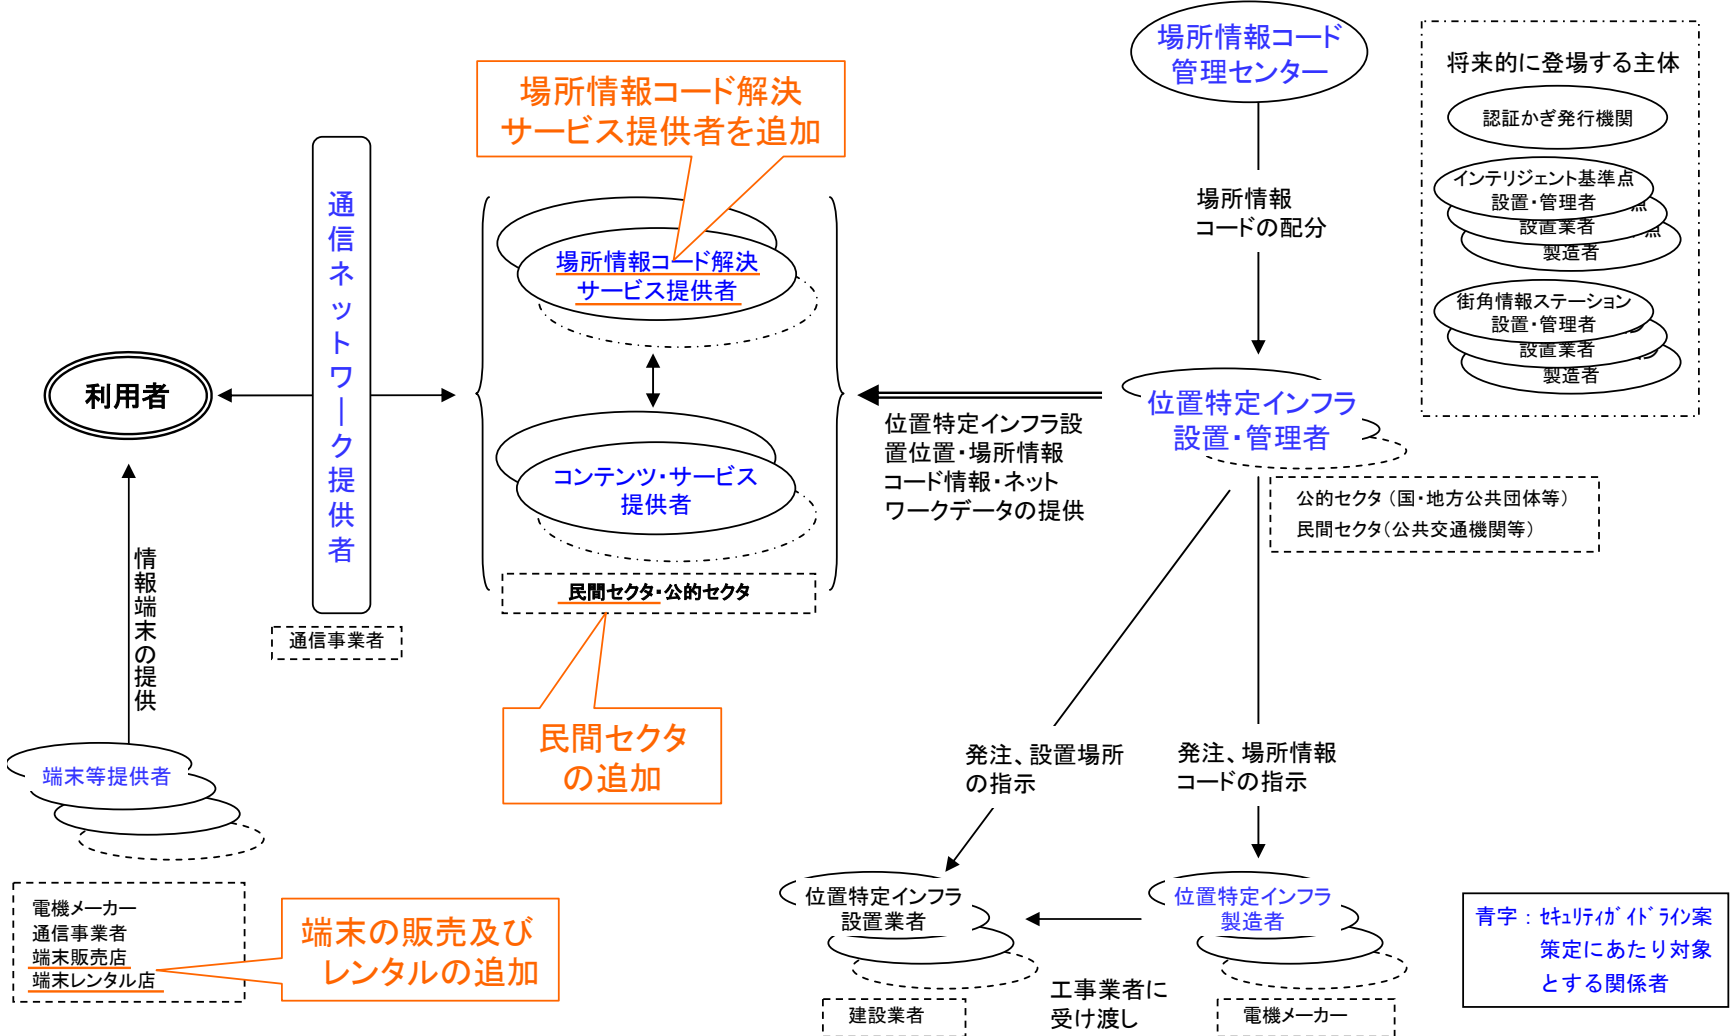 場所情報コード
管理センター
将来的に登場する主体
認証かぎ発行機関
インテリジェント基準点
設置・管理者
点
設置業者
点
製造者
街角情報ステーション
設置・管理者
設置業者
製造者
場所情報コード解決
サービス提供者を追加
場所情報
コードの配分
通信ネットワーク提供者
場所情報コード解決
サービス提供者
利用者
位置特定インフラ
設置・管理者
位置特定インフラ設
置位置・場所情報
コード情報・ネット
ワークデータの提供
コンテンツ・サービス
提供者
公的セクタ（国・地方公共団体等）
民間セクタ（公共交通機関等）
民間セクタ・公的セクタ
通信事業者
情報端末の提供
民間セクタ
の追加
発注、設置場所
の指示
発注、場所情報
コードの指示
端末等提供者
電機メーカー
通信事業者
端末販売店
端末レンタル店
端末の販売及び
レンタルの追加
位置特定インフラ
設置業者
位置特定インフラ
製造者
工事業者に
受け渡し
建設業者
電機メーカー
青字：ｾｷｭﾘﾃｨｶﾞｲﾄﾞﾗｲﾝ案
策定にあたり対象
とする関係者